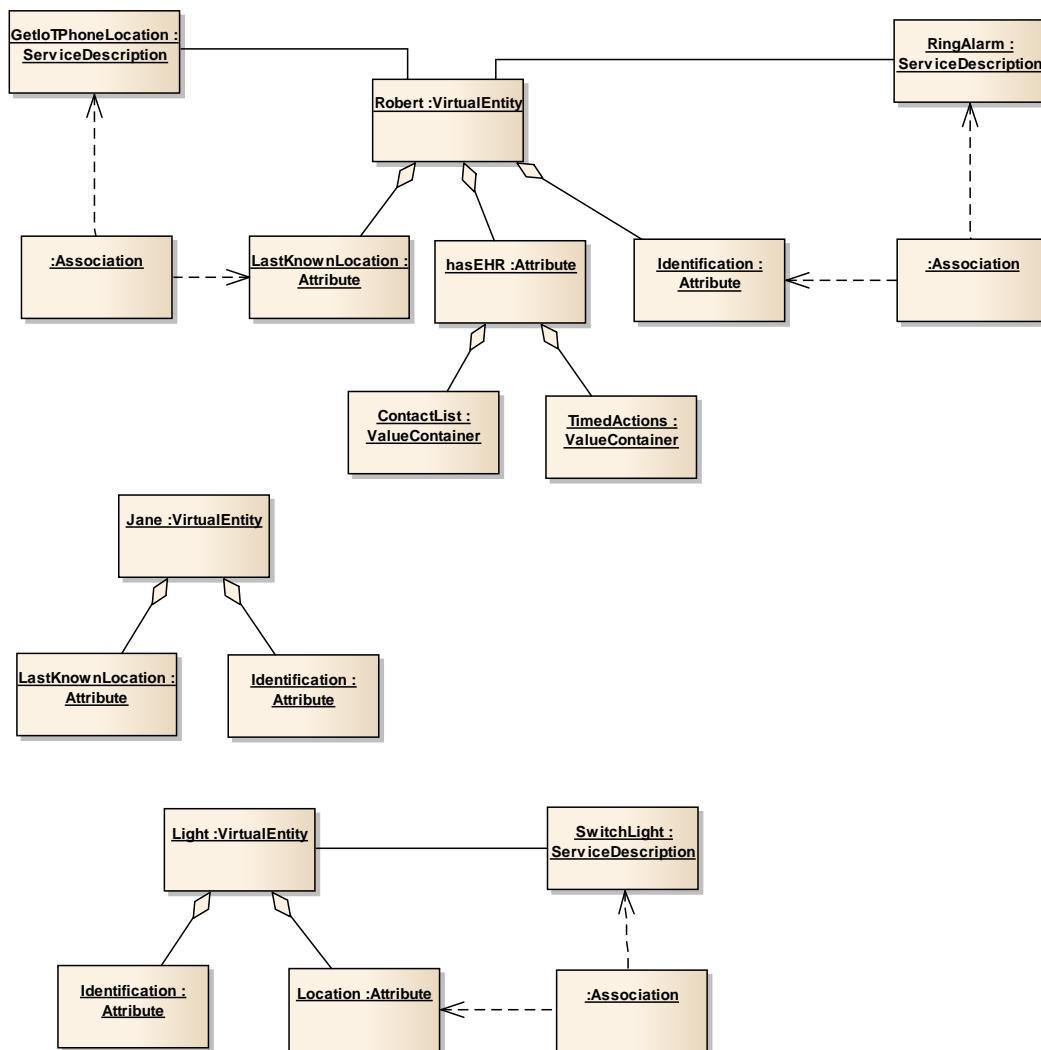 GetIoTPhoneLocation :
ServiceDescription
RingAlarm :
ServiceDescription
Robert :VirtualEntity
:Association
LastKnownLocation :
Attribute
hasEHR :Attribute
Identification :
Attribute
:Association
ContactList :
ValueContainer
TimedActions :
ValueContainer
Jane :VirtualEntity
LastKnownLocation :
Attribute
Identification :
Attribute
Light :VirtualEntity
SwitchLight :
ServiceDescription
Identification :
Attribute
Location :Attribute
:Association